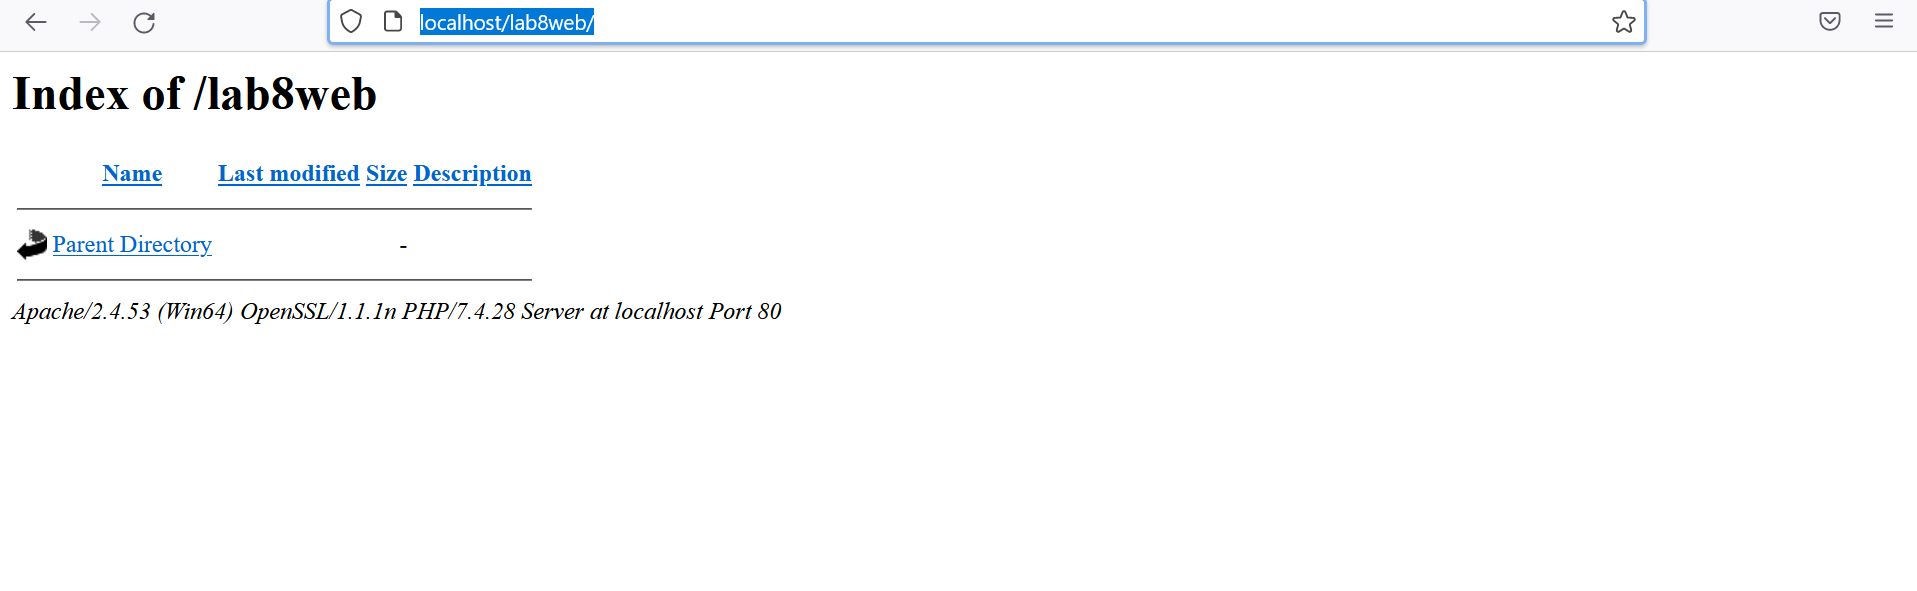 localhost/lab8web/
Index of /lab8web
Name Last modified Size Description
Parent Directory -
Apache/2.4.53 (Win64) OpenSSL/1.1.1n PHP/7.4.28 Server at localhost Port 80